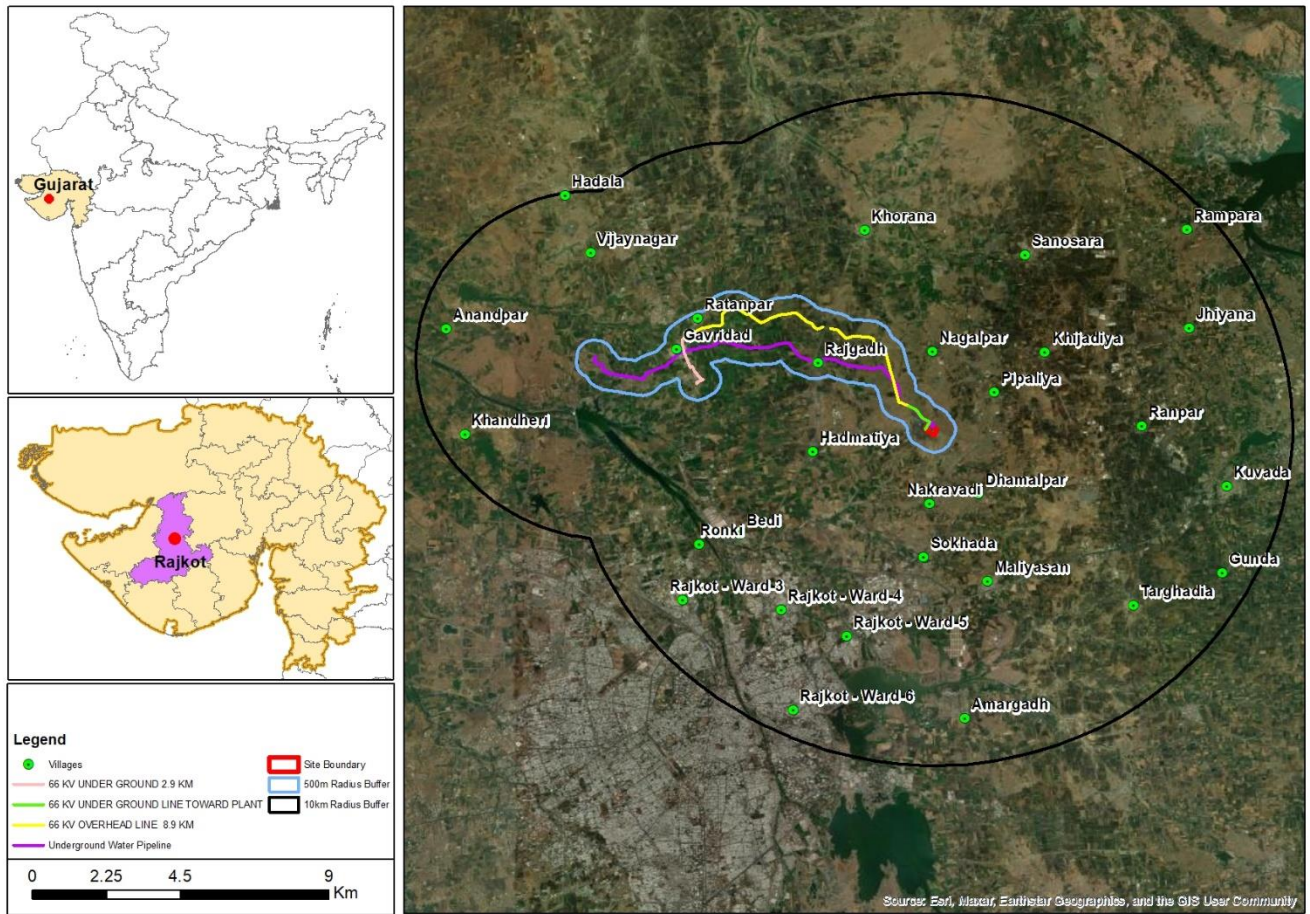 Gujarat
Rajkot
Legend
Villages
66 KV UNDER GROUND 2.9 KM
66 KV UNDER GROUND LINE TOWARD PLANT
66 KV OVERHEAD LINE 8.9 KM
Underground Water Pipeline
Site Boundary
500m Radius Buffer
10km Radius Buffer
0 2.25 4.5 9
Km
Hadala
Khorana
Rampara
Vijaynagar
Sanosara
Ratanpar
Anandpar
Jhiyana
Gavridad
Rajgadh
Nagalpar
Khijadiya
Pipaliya
Khandheri
Ranpar
Hadmatiya
Dhamalpar
Kuvada
Nakravadi
Bedi
Ronki
Sokhada
Maliyasan
Gunda
Rajkot - Ward-3
Rajkot - Ward-4
Targhadia
Rajkot - Ward-5
Rajkot - Ward-6
Amargadh
Source: Esri, Maxar, Earthstar Geographics, and the GIS User Community